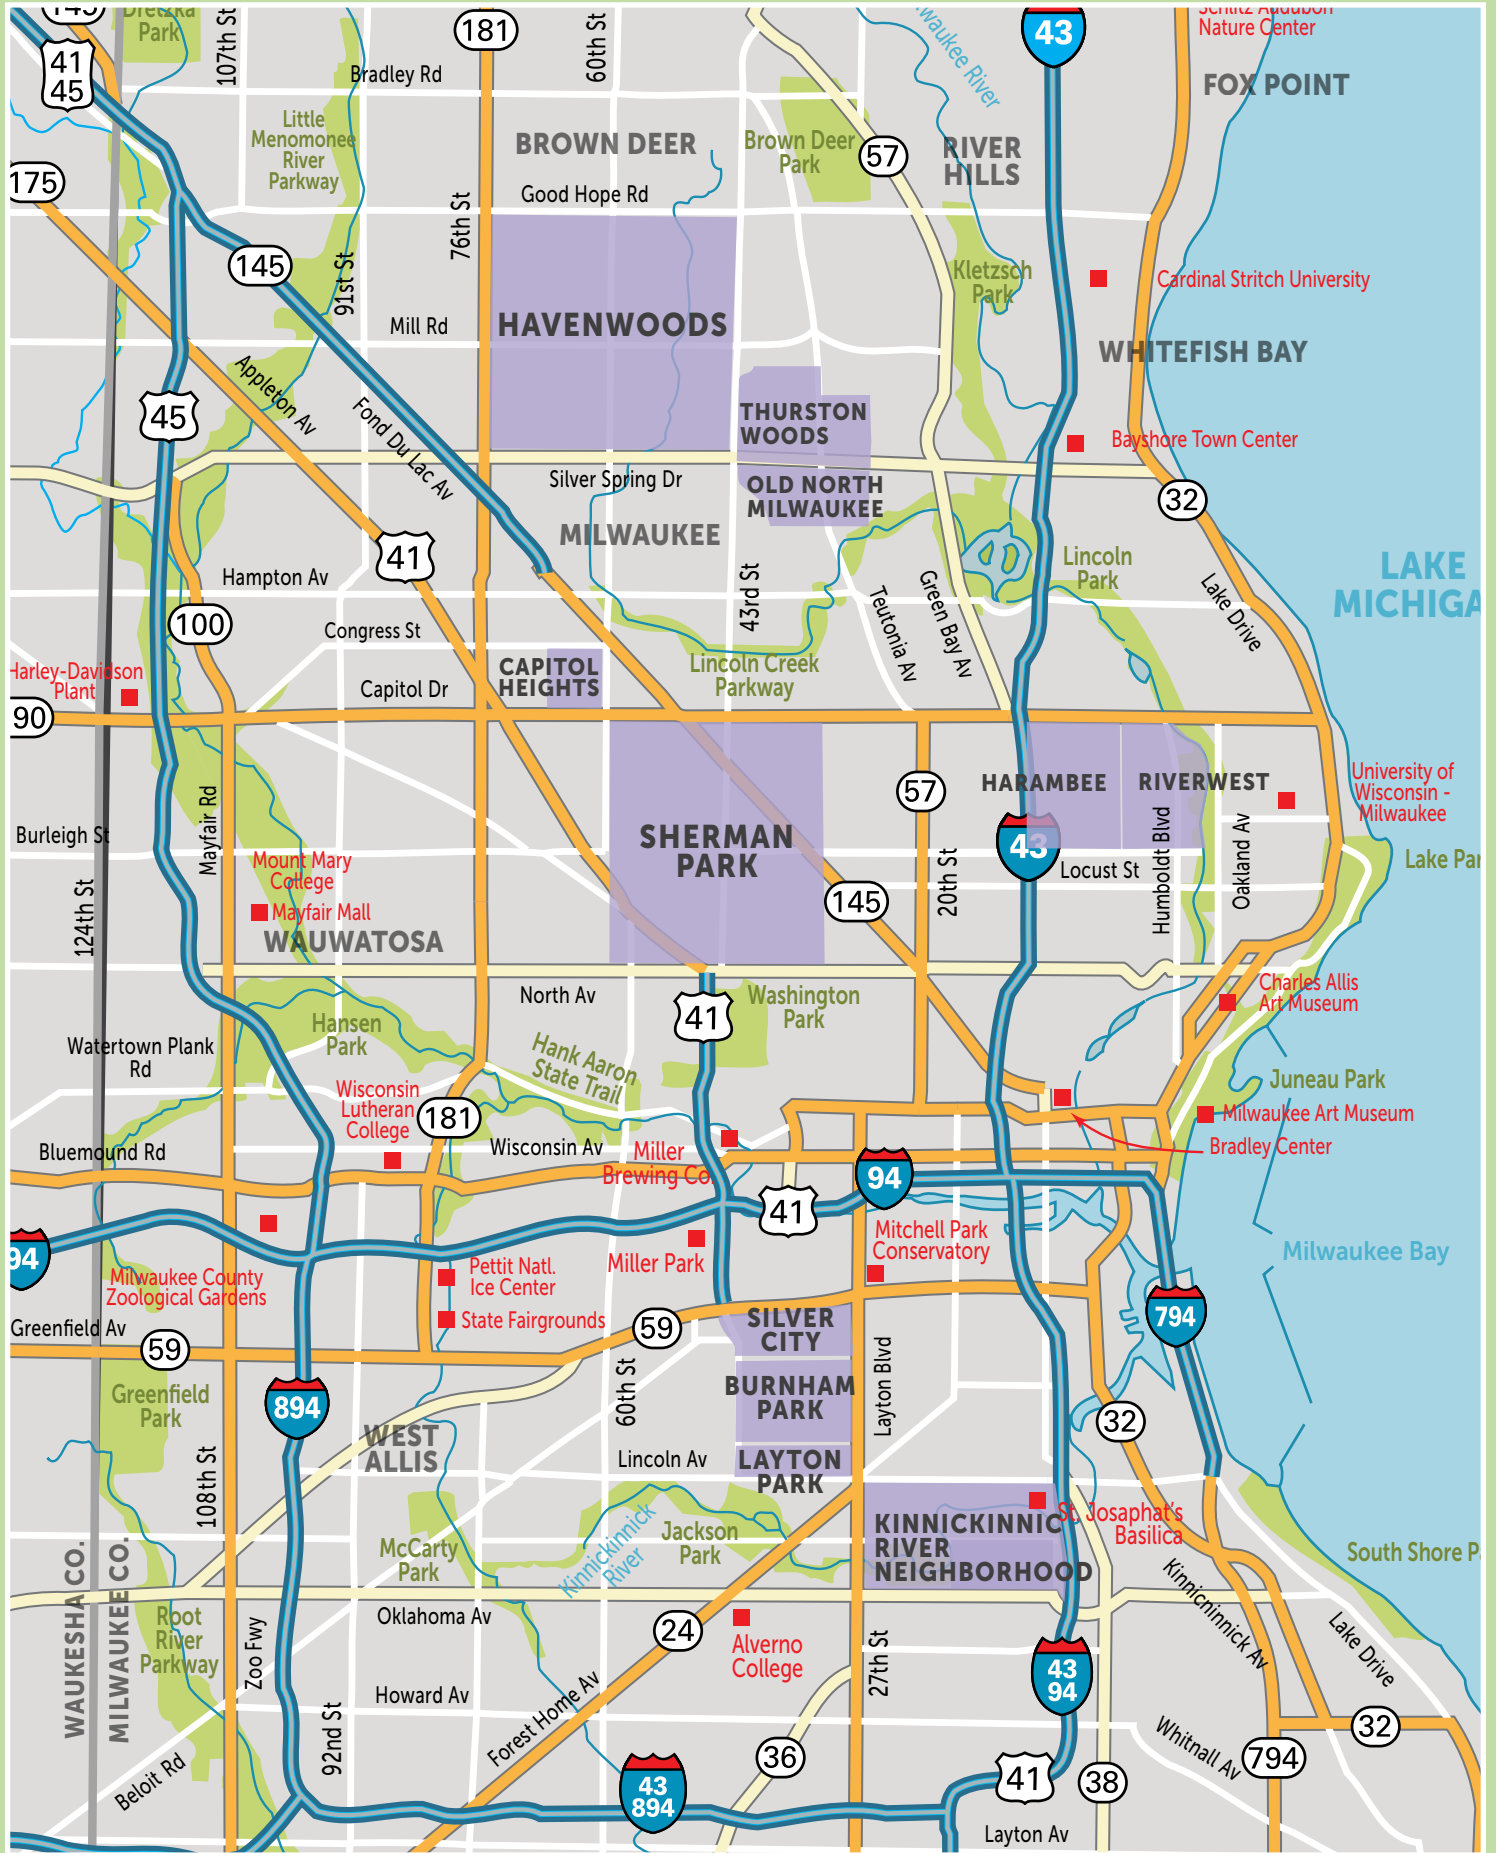 145
Dretzka
Park
107th St
181
60th St
Milwaukee River
43
Schlitz Audubon
Nature Center
41
45
Bradley Rd
FOX POINT
Little
Menomonee
River
Parkway
BROWN DEER
Brown Deer
Park
57
RIVER
HILLS
175
Good Hope Rd
76th St
145
91st St
Kletzsch
Park
Cardinal Stritch University
Mill Rd
HAVENWOODS
WHITEFISH BAY
Appleton Av
45
Fond Du Lac Av
THURSTON
WOODS
Bayshore Town Center
Silver Spring Dr
OLD NORTH
MILWAUKEE
32
MILWAUKEE
41
Lincoln
Park
LAKE
MICHIGA
Hampton Av
43rd St
Teutonia Av
Green Bay Av
Lake Drive
100
Congress St
Harley-Davidson
Plant
CAPITOL
HEIGHTS
Lincoln Creek
Parkway
Capitol Dr
90
HARAMBEE
RIVERWEST
University of
Wisconsin -
Milwaukee
57
Mayfair Rd
Burleigh St
SHERMAN
PARK
43
Humboldt Blvd
Oakland Av
Lake Par
Mount Mary
College
20th St
Locust St
124th St
Mayfair Mall
145
WAUWATOSA
North Av
Washington
Park
Charles Allis
Art Museum
41
Hansen
Park
Watertown Plank
Rd
Hank Aaron
State Trail
Juneau Park
Wisconsin
Lutheran
College
181
Milwaukee Art Museum
Bluemound Rd
Wisconsin Av
Miller
Brewing Co.
Bradley Center
94
41
94
Mitchell Park
Conservatory
Milwaukee Bay
Miller Park
Pettit Natl.
Ice Center
Milwaukee County
Zoological Gardens
794
State Fairgrounds
Greenfield Av
59
59
SILVER
CITY
60th St
Layton Blvd
Greenfield
Park
894
BURNHAM
PARK
32
WEST
ALLIS
108th St
Lincoln Av
LAYTON
PARK
Kinnickinnick
River
Jackson
Park
St. Josaphat's
Basilica
KINNICKINNIC
RIVER
NEIGHBORHOOD
McCarty
Park
South Shore P
WAUKESHA CO.
MILWAUKEE CO.
Kinnicninnick Av
Root
River
Parkway
Oklahoma Av
24
Zoo Fwy
Alverno
College
27th St
43
94
Lake Drive
Howard Av
92nd St
Forest Home Av
32
Whitnall Av
36
794
Beloit Rd
43
894
41
38
Layton Av